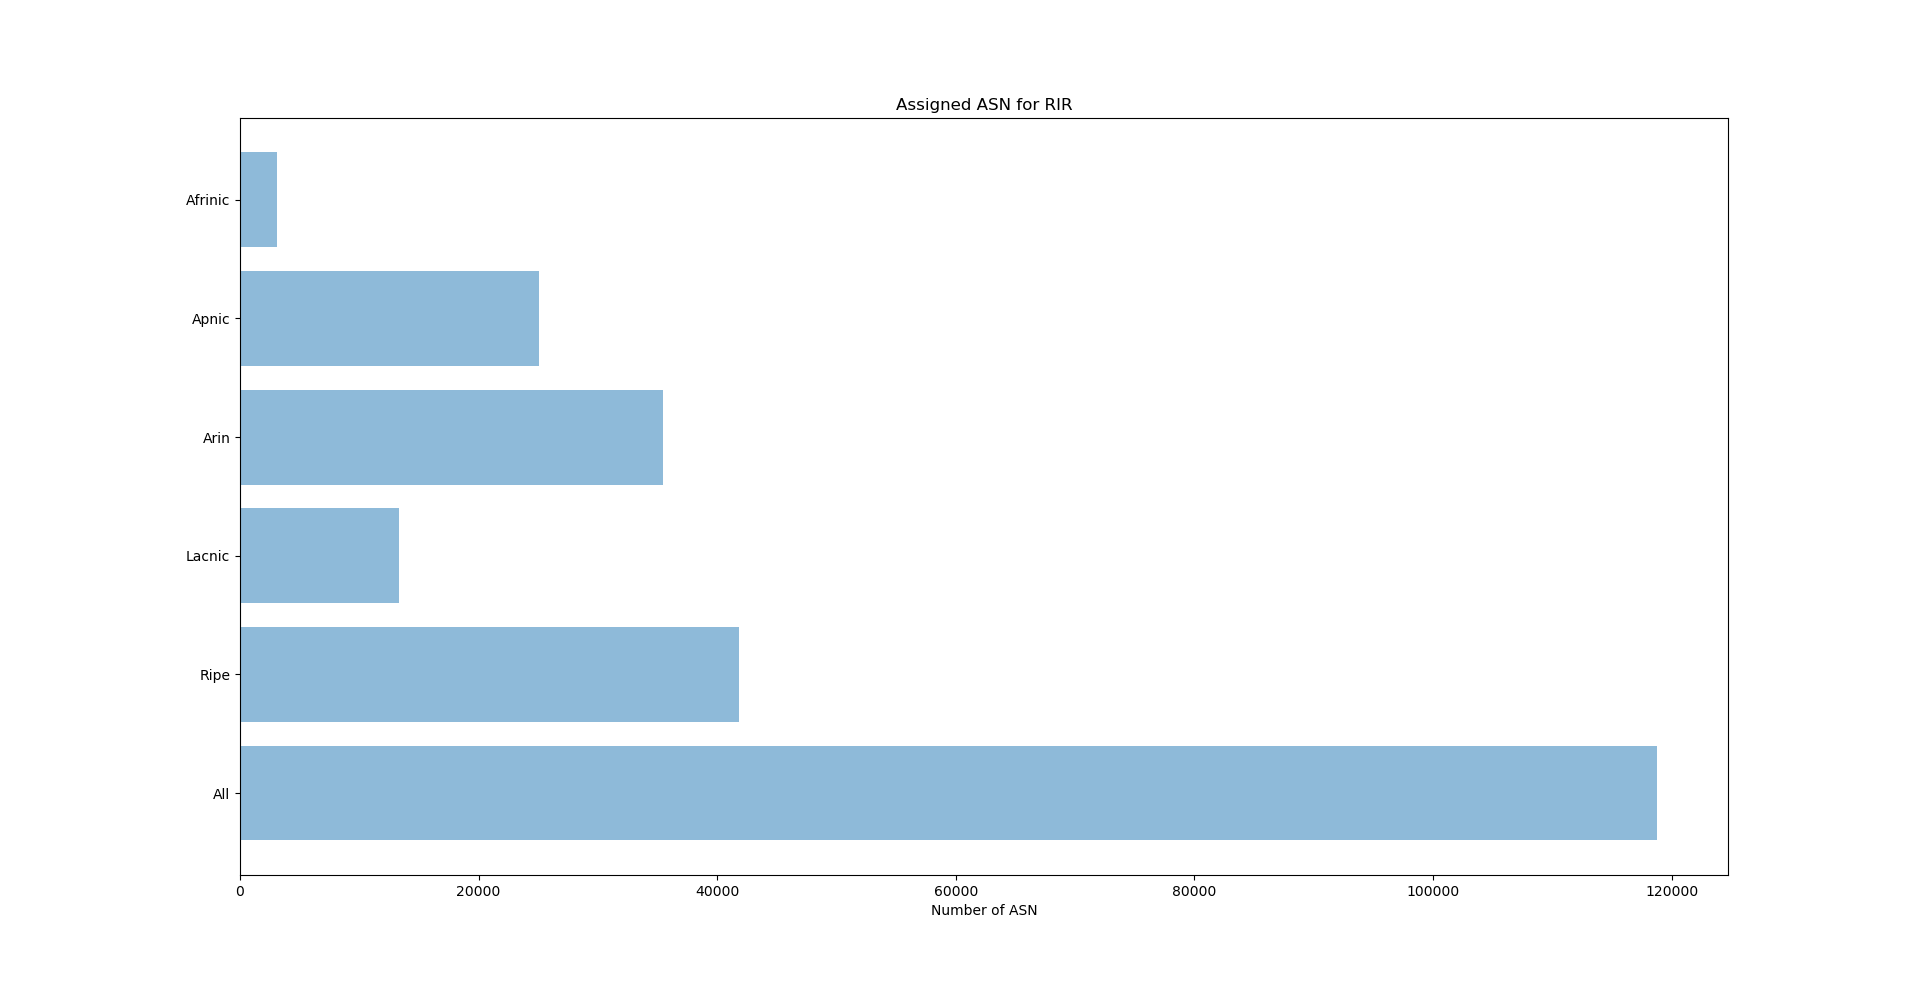 Assigned ASN for RIR
Afrinic
Apnic
Arin
Lacnic
Ripe
All
0 20000 40000 60000 80000 100000 120000
Number of ASN